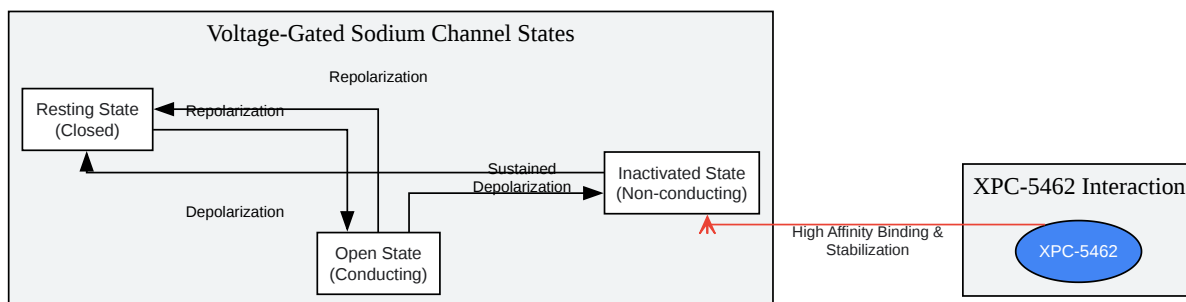 Voltage-Gated Sodium Channel States
Repolarization
Resting State
(Closed)
Repolarization
Sustained
Depolarization
Inactivated State
(Non-conducting)
Depolarization
Open State
(Conducting)
XPC-5462 Interaction
High Affinity Binding &
Stabilization
XPC-5462